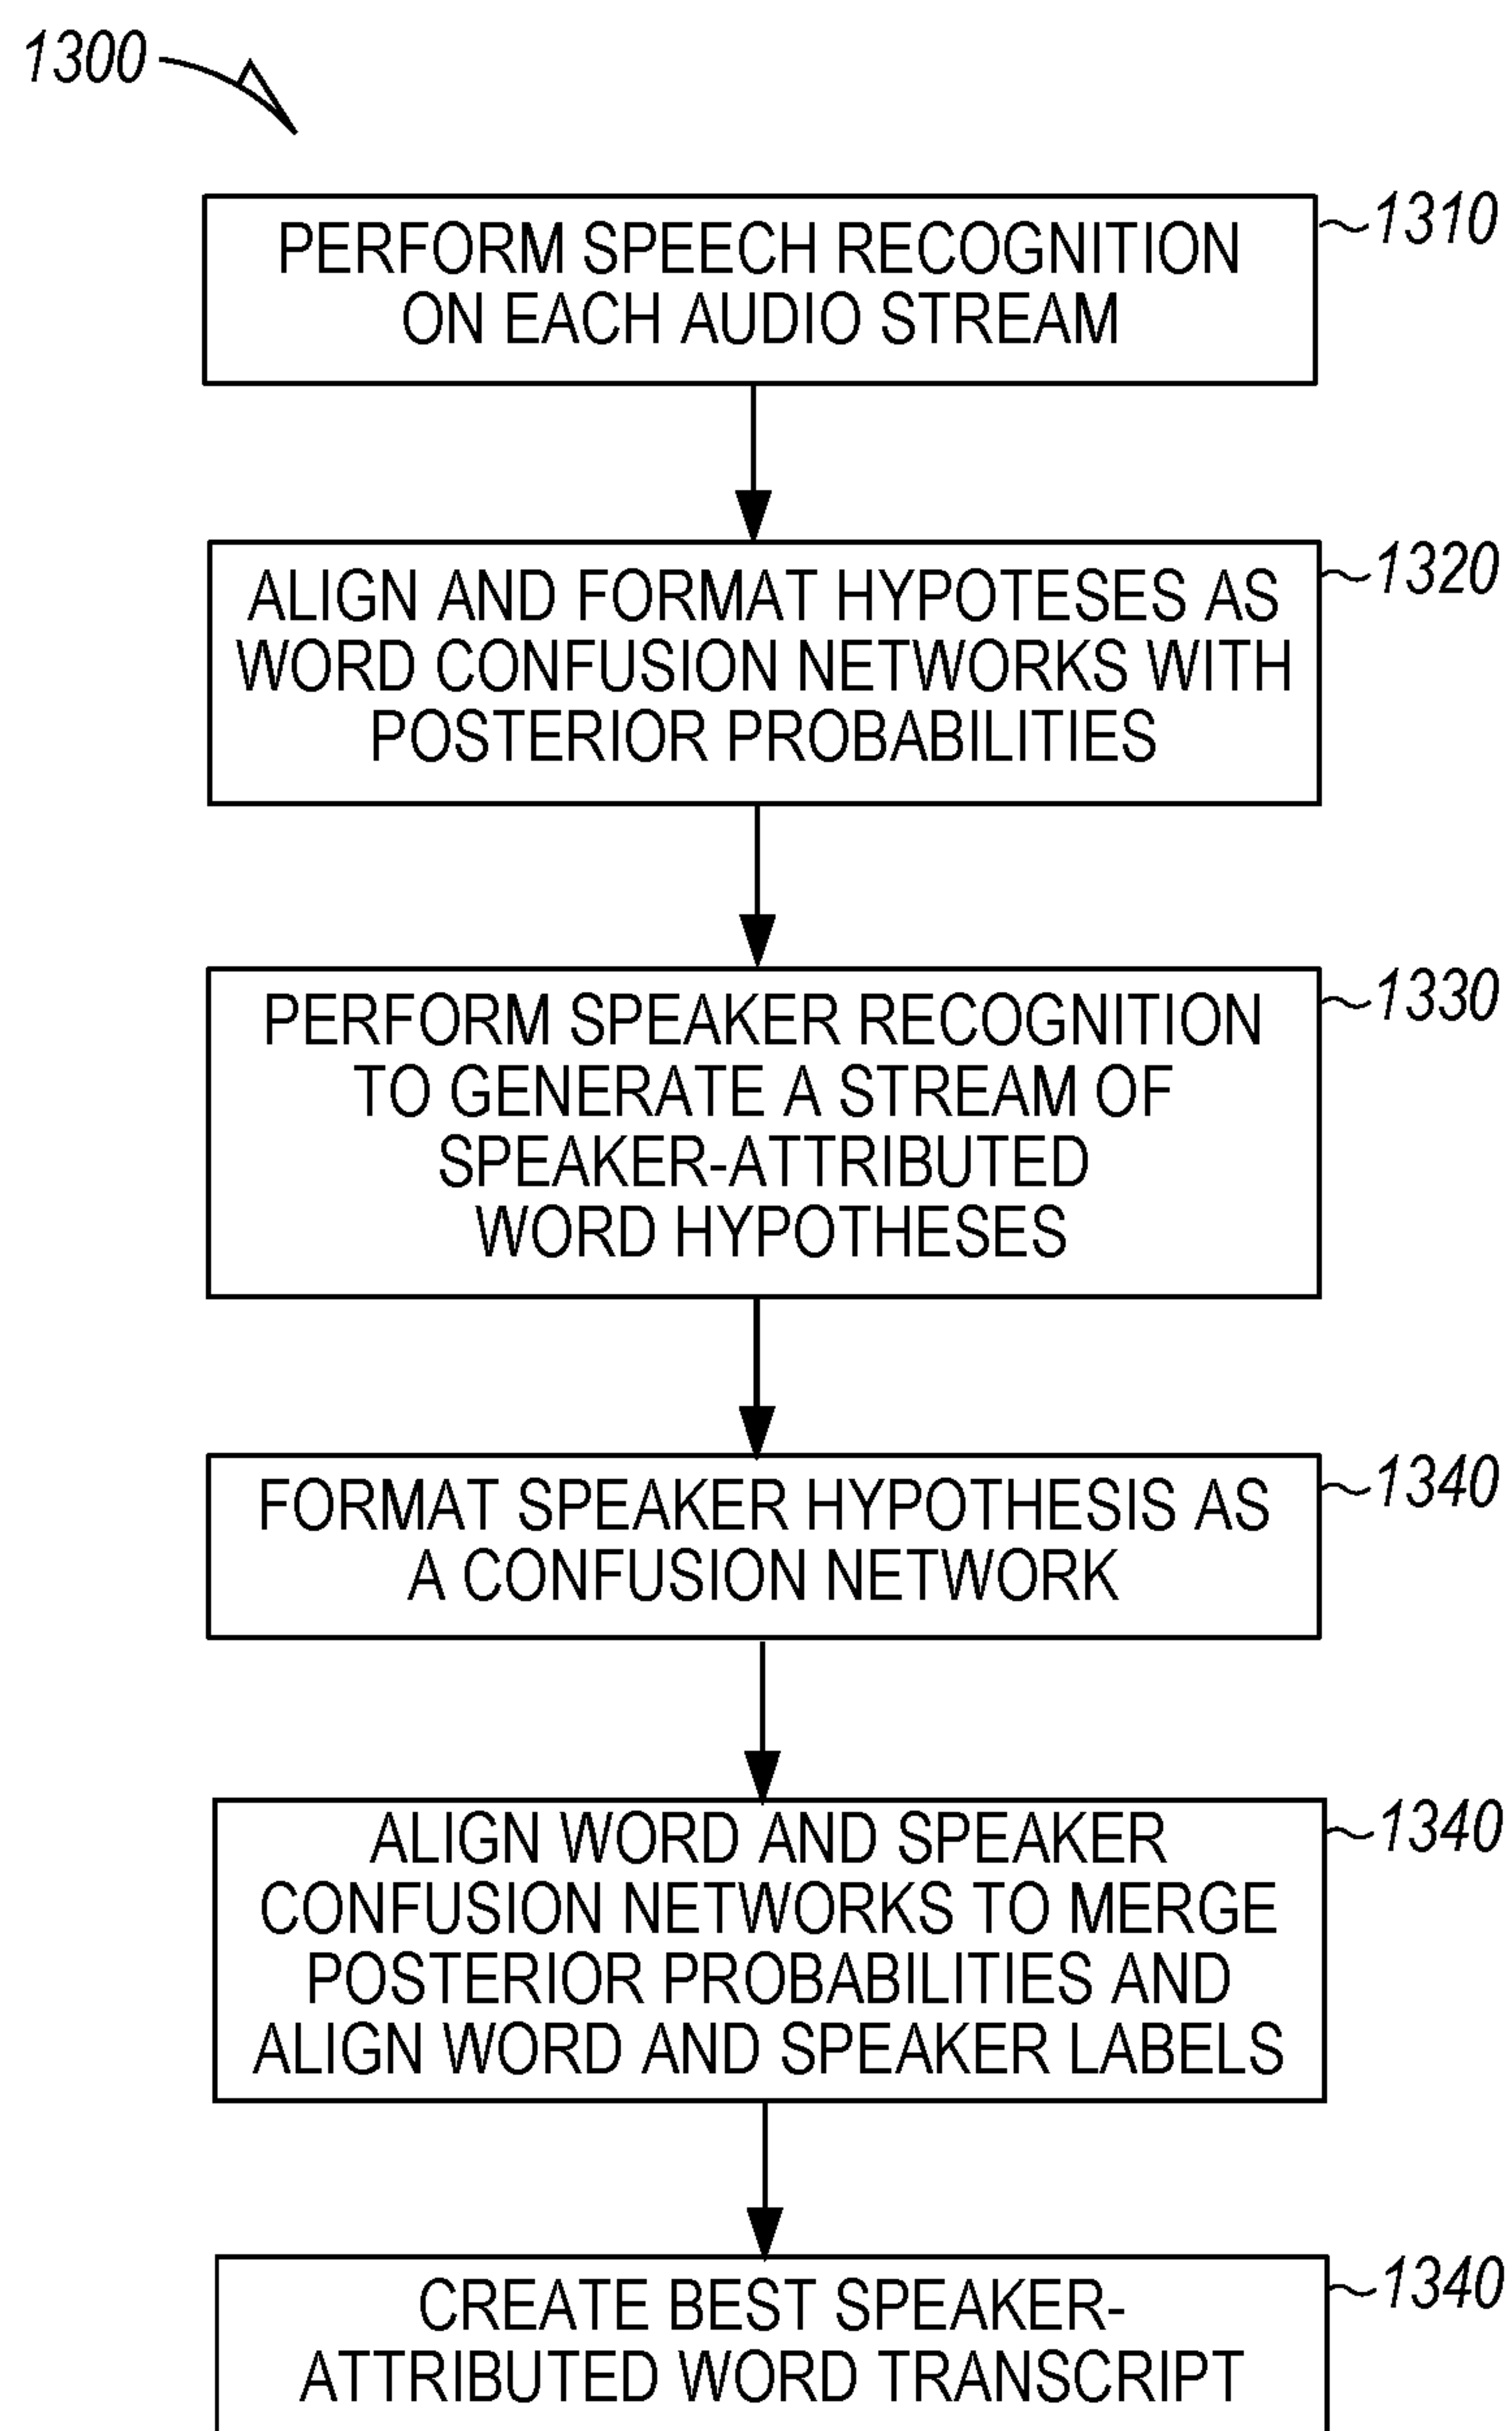 1300
1310
PERFORM SPEECH RECOGNITION
ON EACH AUDIO STREAM
1320
ALIGN AND FORMAT HYPOTESES AS
WORD CONFUSION NETWORKS WITH
POSTERIOR PROBABILITIES
1330
PERFORM SPEAKER RECOGNITION
TO GENERATE A STREAM OF
SPEAKER-ATTRIBUTED
WORD HYPOTHESES
1340
FORMAT SPEAKER HYPOTHESIS AS
A CONFUSION NETWORK
1340
ALIGN WORD AND SPEAKER
CONFUSION NETWORKS TO MERGE
POSTERIOR PROBABILITIES AND
ALIGN WORD AND SPEAKER LABELS
1340
CREATE BEST SPEAKER-
ATTRIBUTED WORD TRANSCRIPT